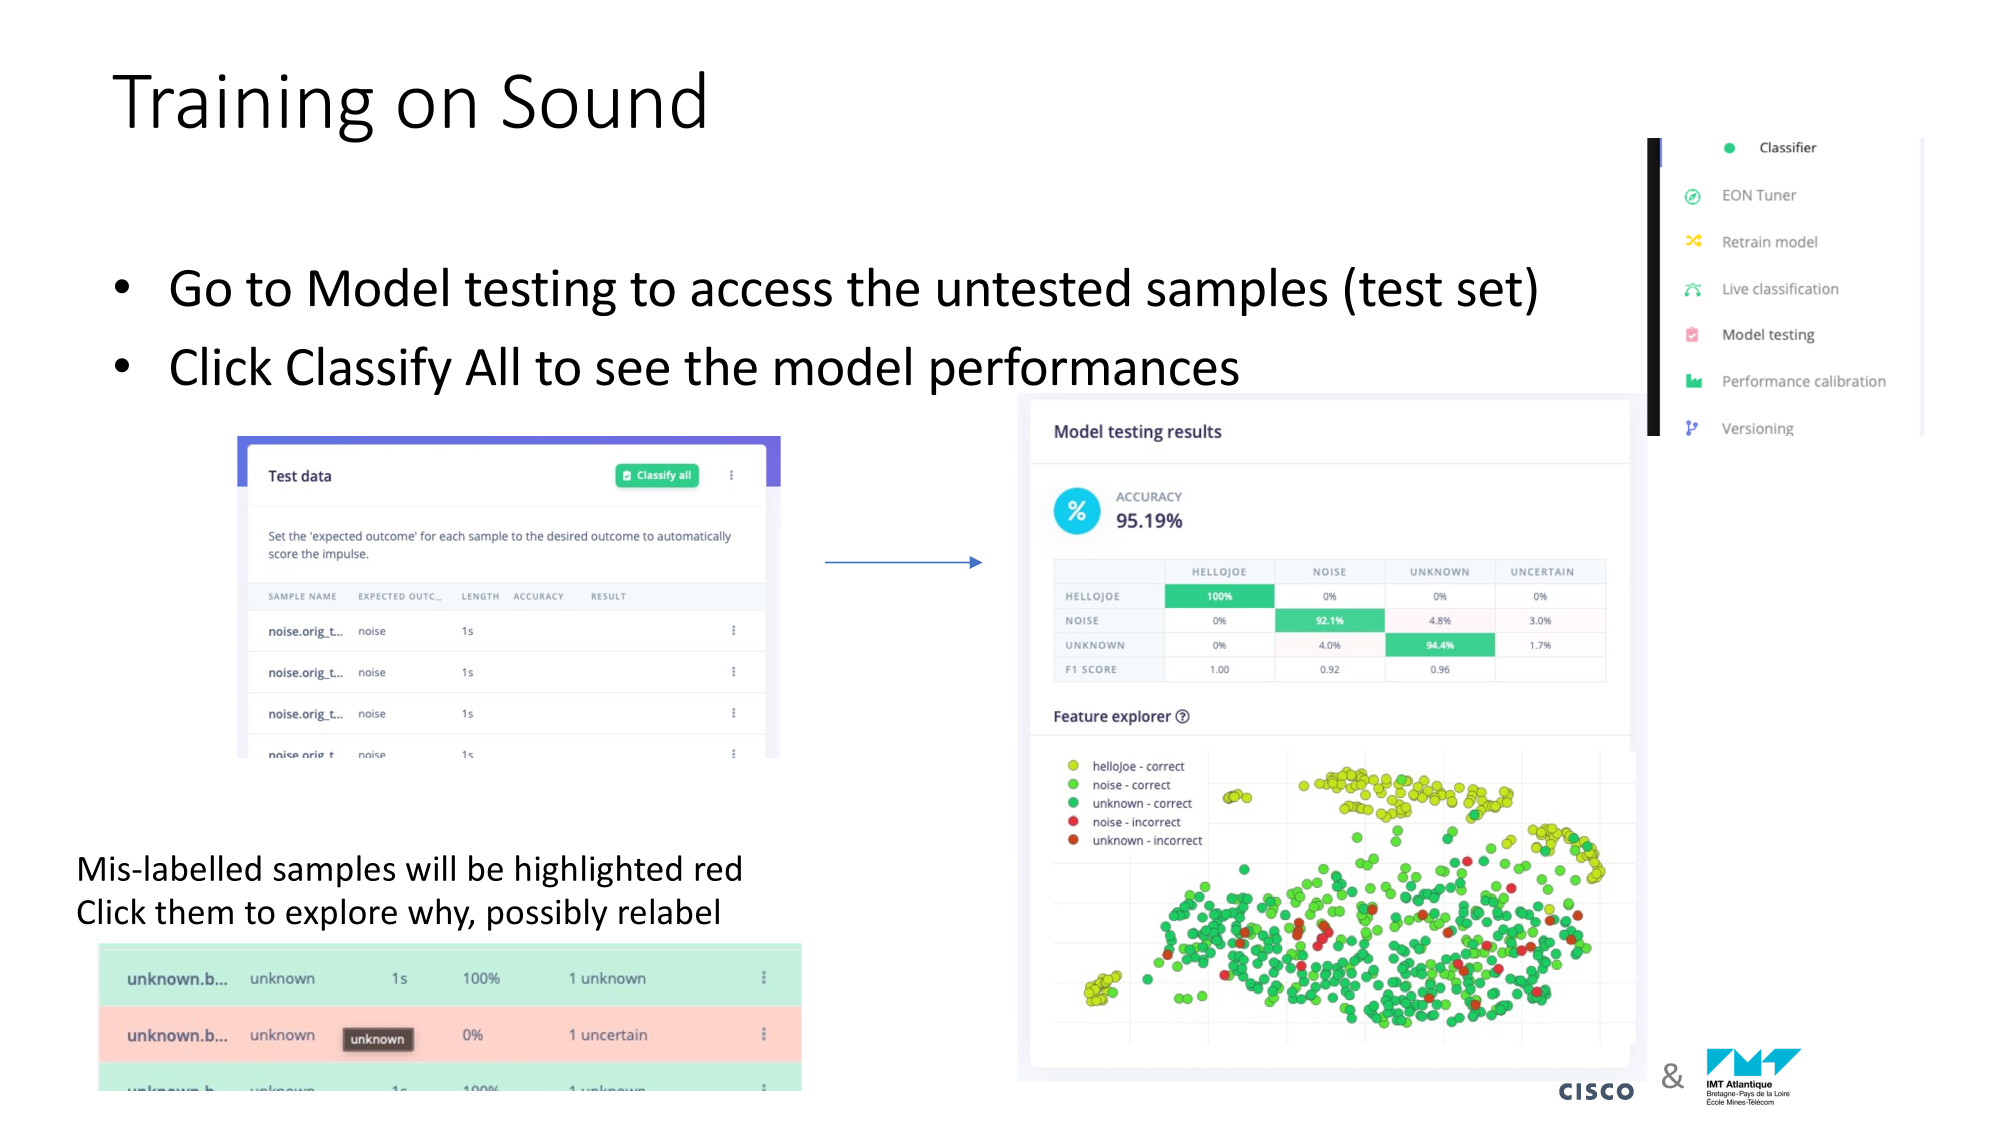 Training on Sound
• Go to Model testing to access the untested samples (test set)
• Click Classify All to see the model performances
Classifier
EON Tuner
Retrain model
Live classification
Model testing
Performance calibration
Versioning
Test data
Classify all
Set the 'expected outcome' for each sample to the desired outcome to automatically
score the impulse.
SAMPLE NAME EXPECTED OUTC... LENGTH ACCURACY RESULT
noise.orig_t... noise 1s
noise.orig_t... noise 1s
noise.orig_t... noise 1s
noise.orig_t noise 1s
Model testing results
%
ACCURACY
95.19%
HELLOJOE NOISE UNKNOWN UNCERTAIN
HELLOJOE 100% 0% 0% 0%
NOISE 0% 92.1% 4.8% 3.0%
UNKNOWN 0% 4.0% 94.4% 1.7%
F1 SCORE 1.00 0.92 0.96
Feature explorer ?
helloJoe - correct
noise - correct
unknown - correct
noise - incorrect
unknown - incorrect
Mis-labelled samples will be highlighted red
Click them to explore why, possibly relabel
unknown.b... unknown 1s 100% 1 unknown
unknown.b... unknown unknown 0% 1 uncertain
unknown.b unknown 1s 100% 1 unknown
CISCO & IMT Atlantique
Bretagne-Pays de la Loire
École Mines-Télécom